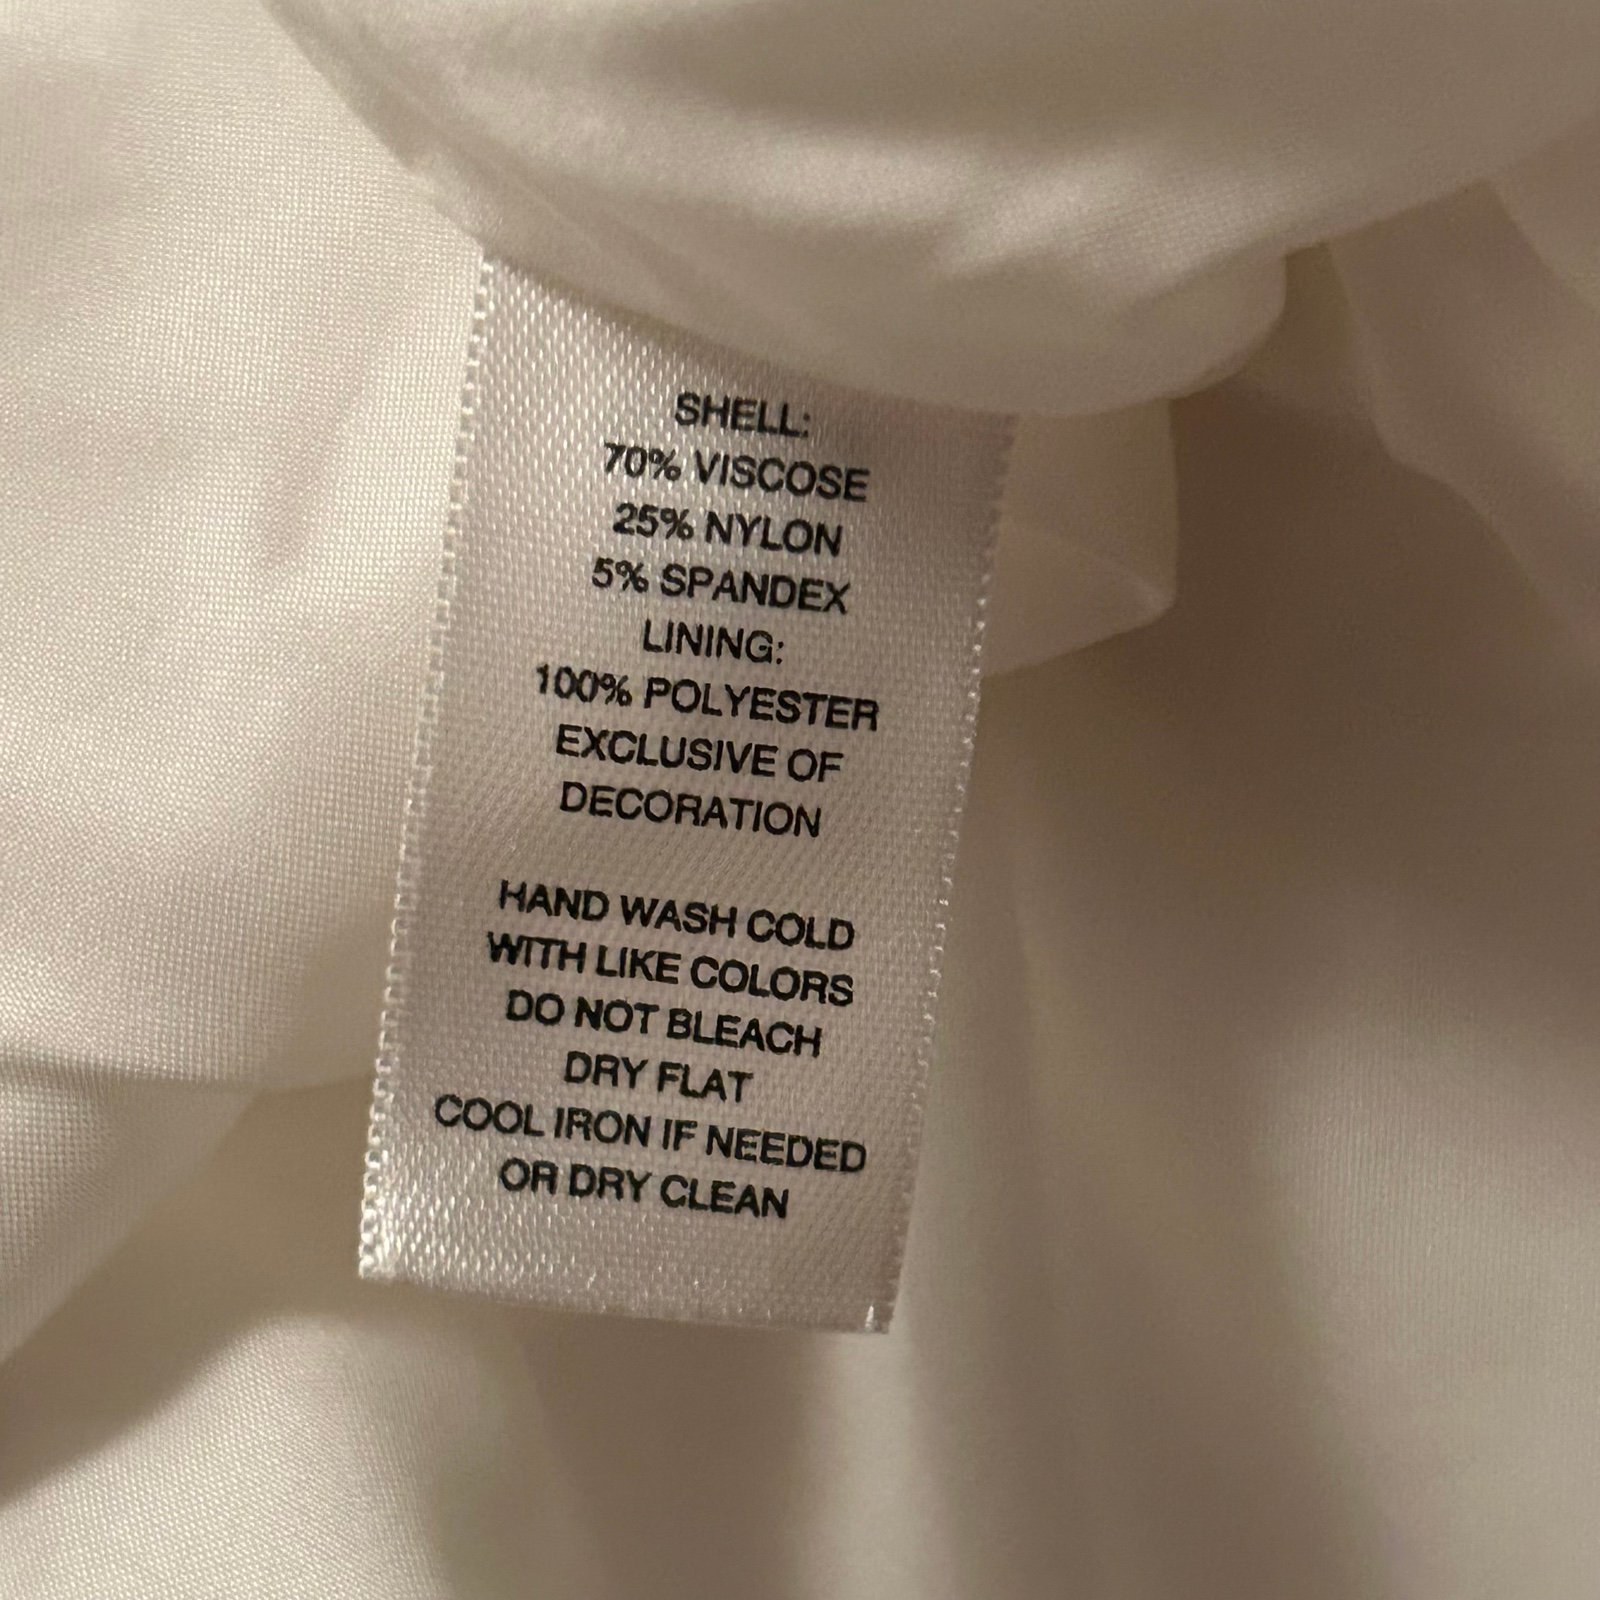 SHELL:
70% VISCOSE
25% NYLON
5% SPANDEX
LINING:
100% POLYESTER
EXCLUSIVE OF
DECORATION
HAND WASH COLD
WITH LIKE COLORS
DO NOT BLEACH
DRY FLAT
COOL IRON IF NEEDED
OR DRY CLEAN